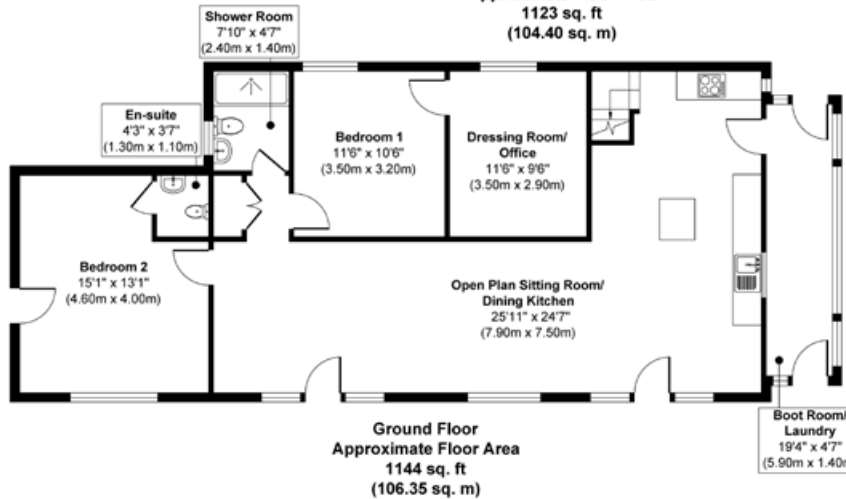 1123 sq. ft
(104.40 sq. m)
Shower Room
7'10" x 4'7"
(2.40m x 1.40m)
En-suite
4'3" x 3'7"
(1.30m x 1.10m)
Bedroom 1
11'6" x 10'6"
(3.50m x 3.20m)
Dressing Room/
Office
11'6" x 9'6"
(3.50m x 2.90m)
Bedroom 2
15'1" x 13'1"
(4.60m x 4.00m)
Open Plan Sitting Room/
Dining Kitchen
25'11" x 24'7"
(7.90m x 7.50m)
Boot Room/
Laundry
19'4" x 4'7"
(5.90m x 1.40m
Ground Floor
Approximate Floor Area
1144 sq. ft
(106.35 sq. m)